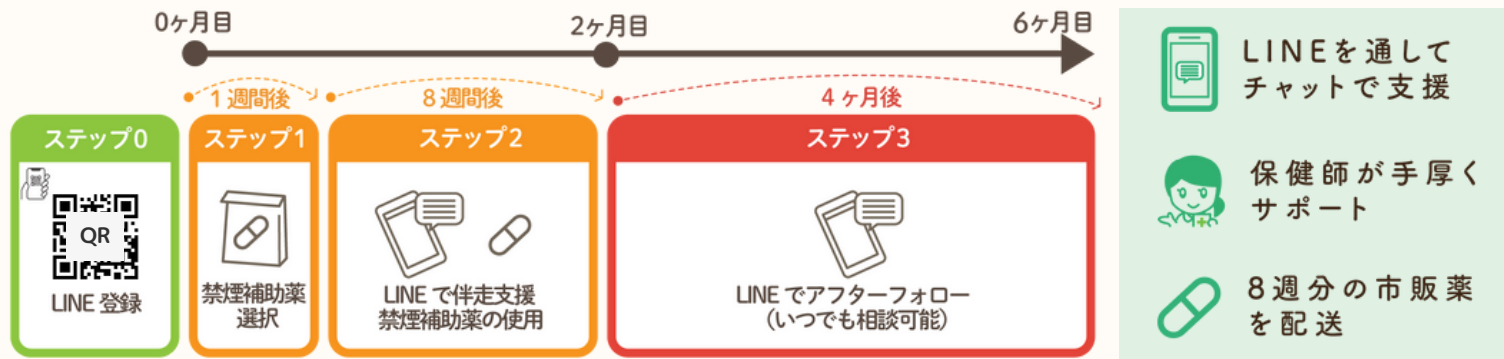 0ヶ月目
2ヶ月目
6ヶ月目
1週間後
8週間後
4ヶ月後
ステップ0
QR
LINE 登録
ステップ1
禁煙補助薬
選択
ステップ2
LINE で伴走支援
禁煙補助薬の使用
ステップ3
LINE でアフターフォロー
(いつでも相談可能)
LINEを通して
チャットで支援
保健師が手厚く
サポート
8週分の市販薬
を配送